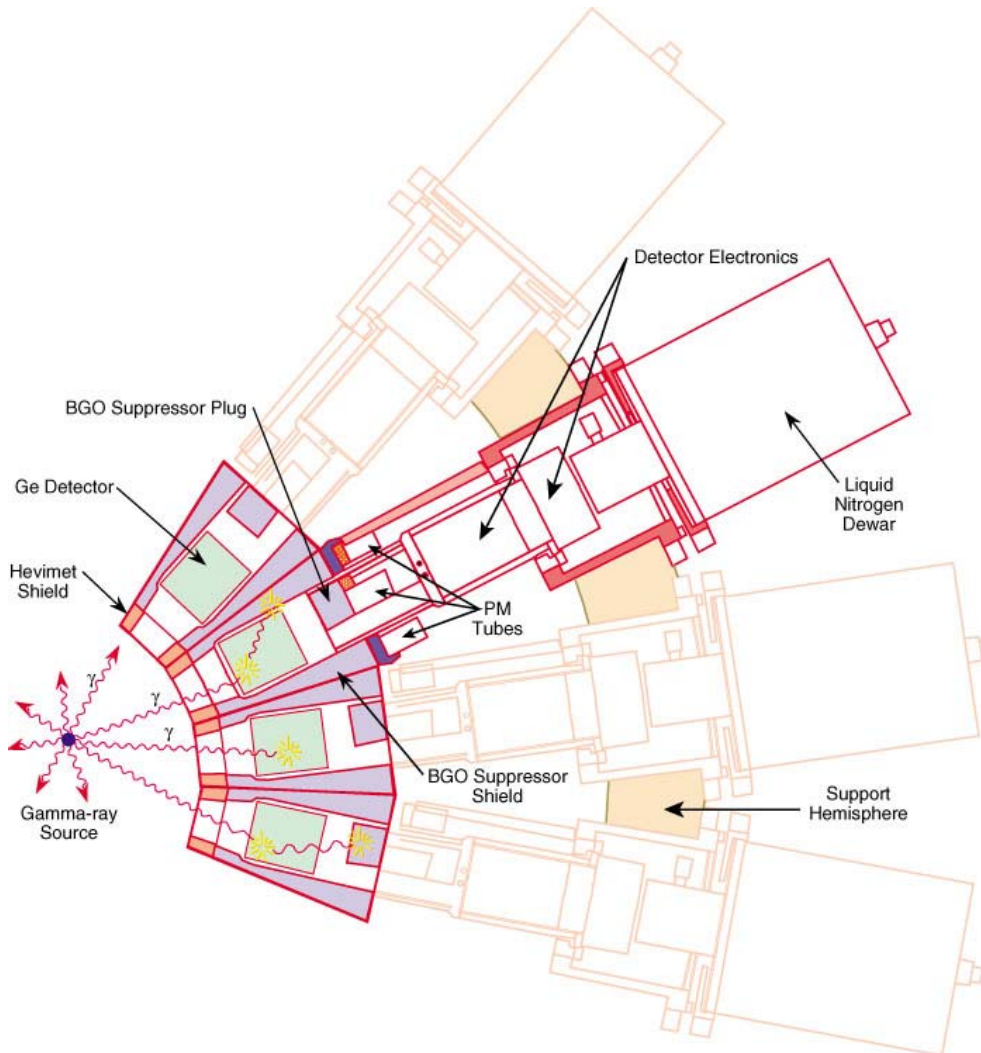 Detector Electronics
BGO Suppressor Plug
Ge Detector
Liquid
Nitrogen
Dewar
Hevimet
Shield
PM
Tubes
γ
γ
γ
BGO Suppressor
Shield
Gamma-ray
Source
Support
Hemisphere